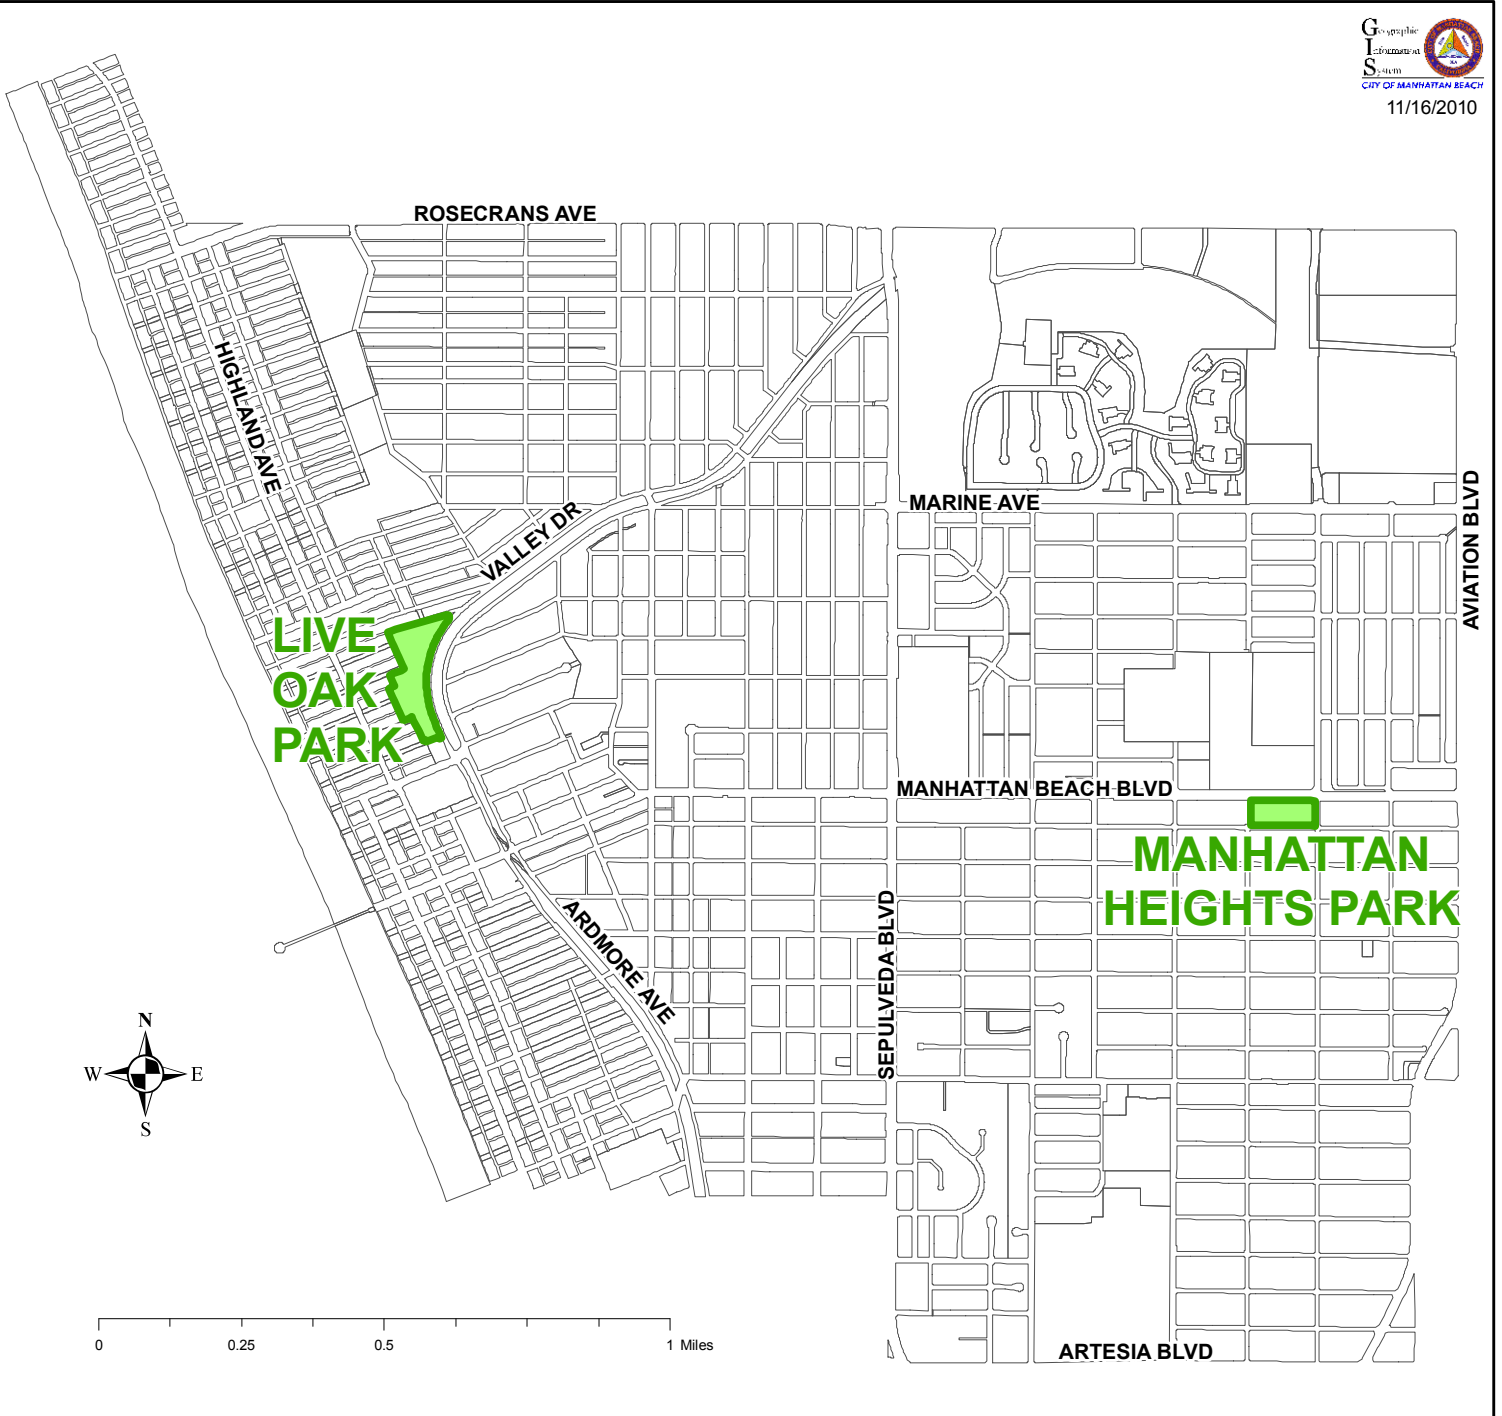 Geographic
Information
System
CITY OF MANHATTAN BEACH
11/16/2010
ROSECRANS AVE
HIGHLAND AVE
MARINE AVE
AVIATION BLVD
VALLEY DR
LIVE
OAK
PARK
MANHATTAN BEACH BLVD
MANHATTAN
HEIGHTS PARK
SEPULVEDA BLVD
ARDMORE AVE
N
W
E
S
0
0.25
0.5
1 Miles
ARTESIA BLVD